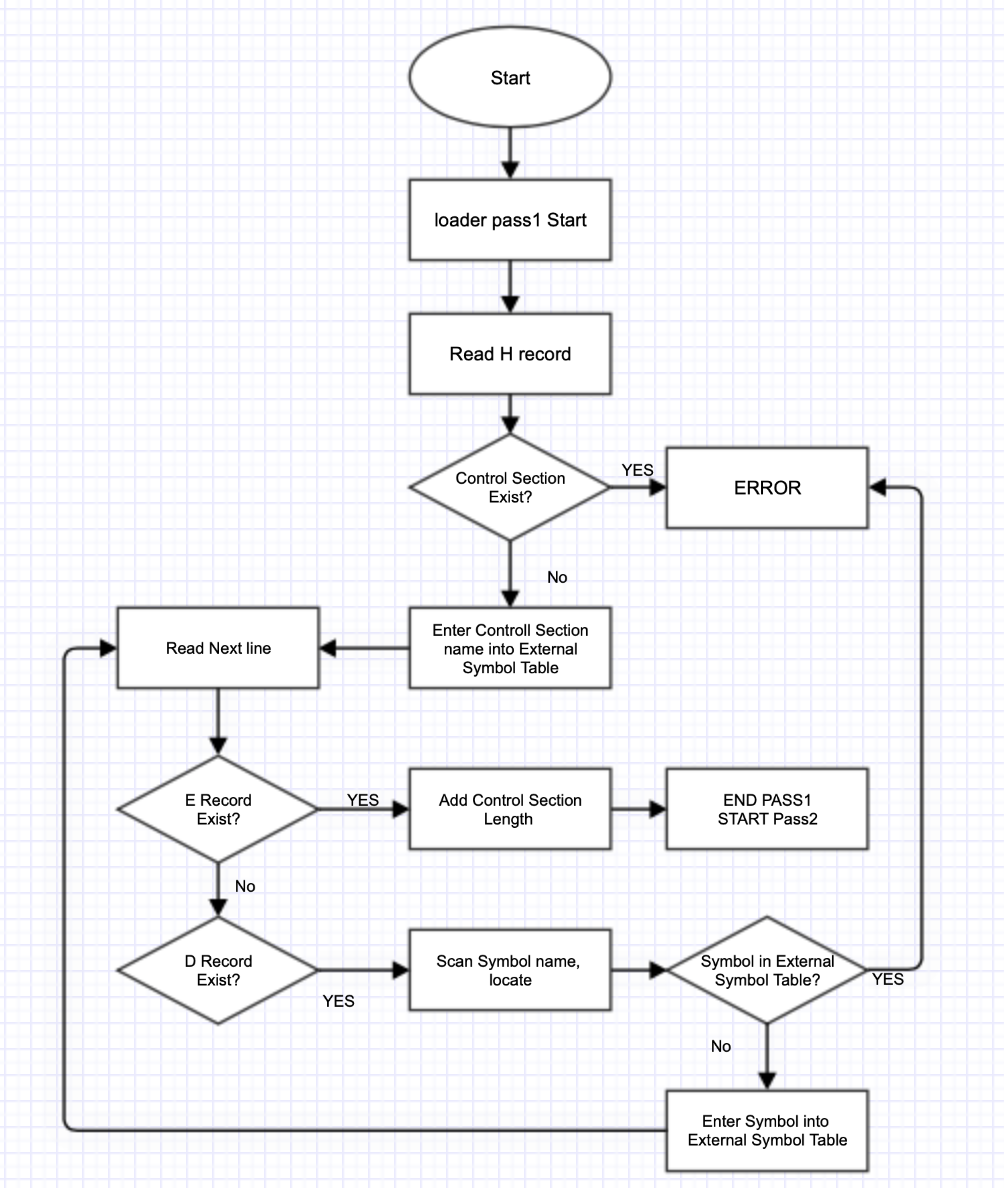 Start
loader pass1 Start
Read H record
Control Section
Exist?
YES
ERROR
No
Read Next line
Enter Controll Section
name into External
Symbol Table
E Record
Exist?
YES
Add Control Section
Length
END PASS1
START Pass2
No
D Record
Exist?
YES
Scan Symbol name,
locate
Symbol in External
Symbol Table?
YES
No
Enter Symbol into
External Symbol Table